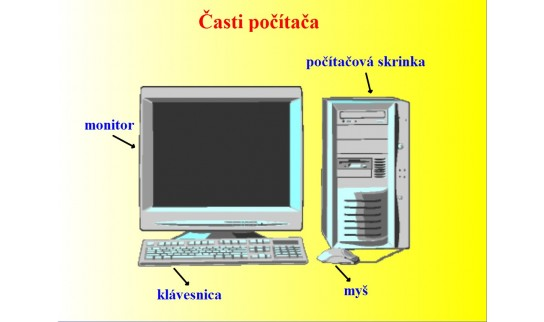 Časti počítača
počítačová skrinka
monitor
klávesnica
myš